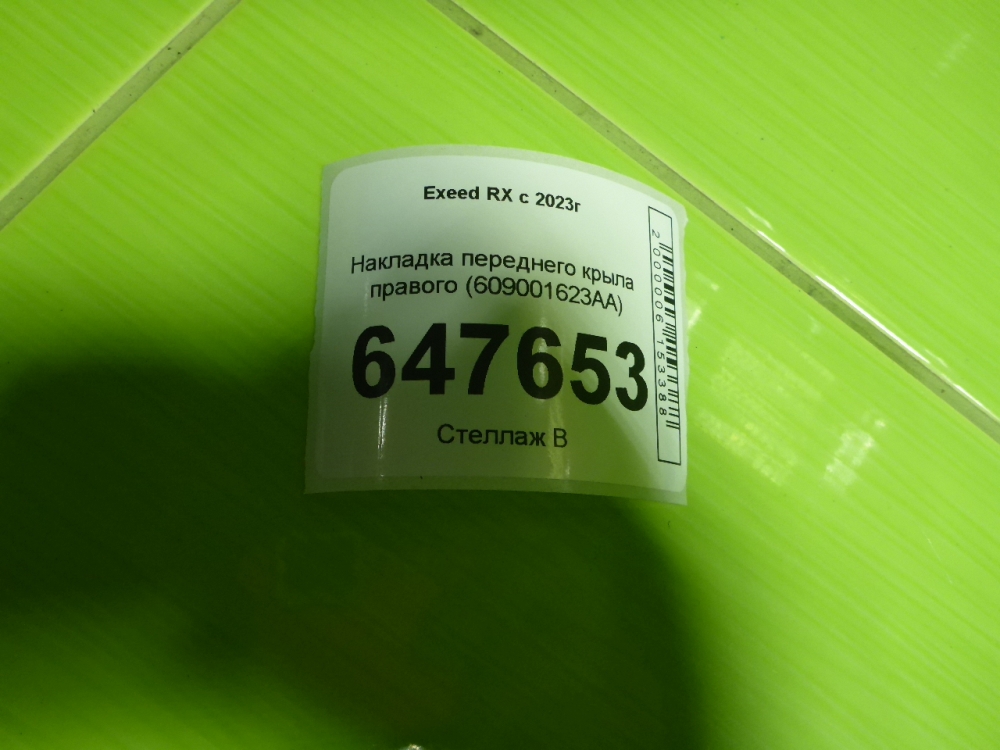 Exeed RX с 2023г
Накладка переднего крыла
правого (609001623AA)
647653
Стеллаж В
2000006153388